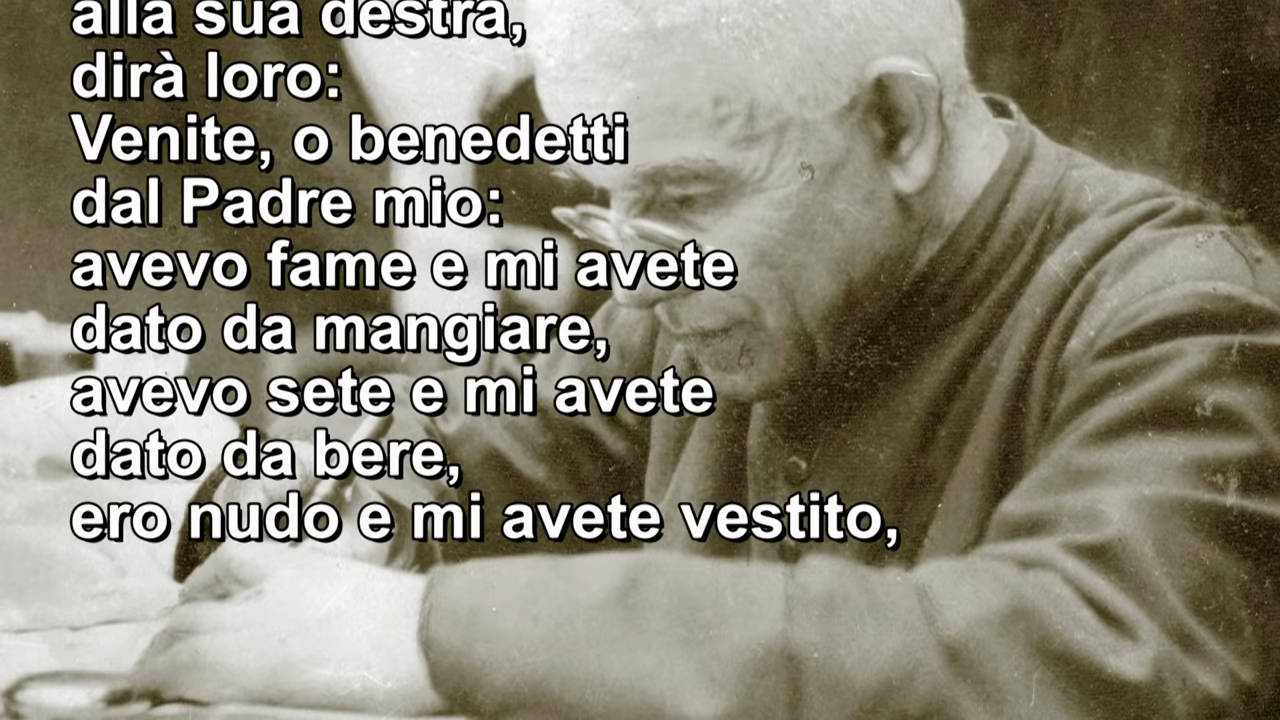 alla sua destra,
dirà loro:
Venite, o benedetti
dal Padre mio:
avevo fame e mi avete
dato da mangiare,
avevo sete e mi avete
dato da bere,
ero nudo e mi avete vestito,